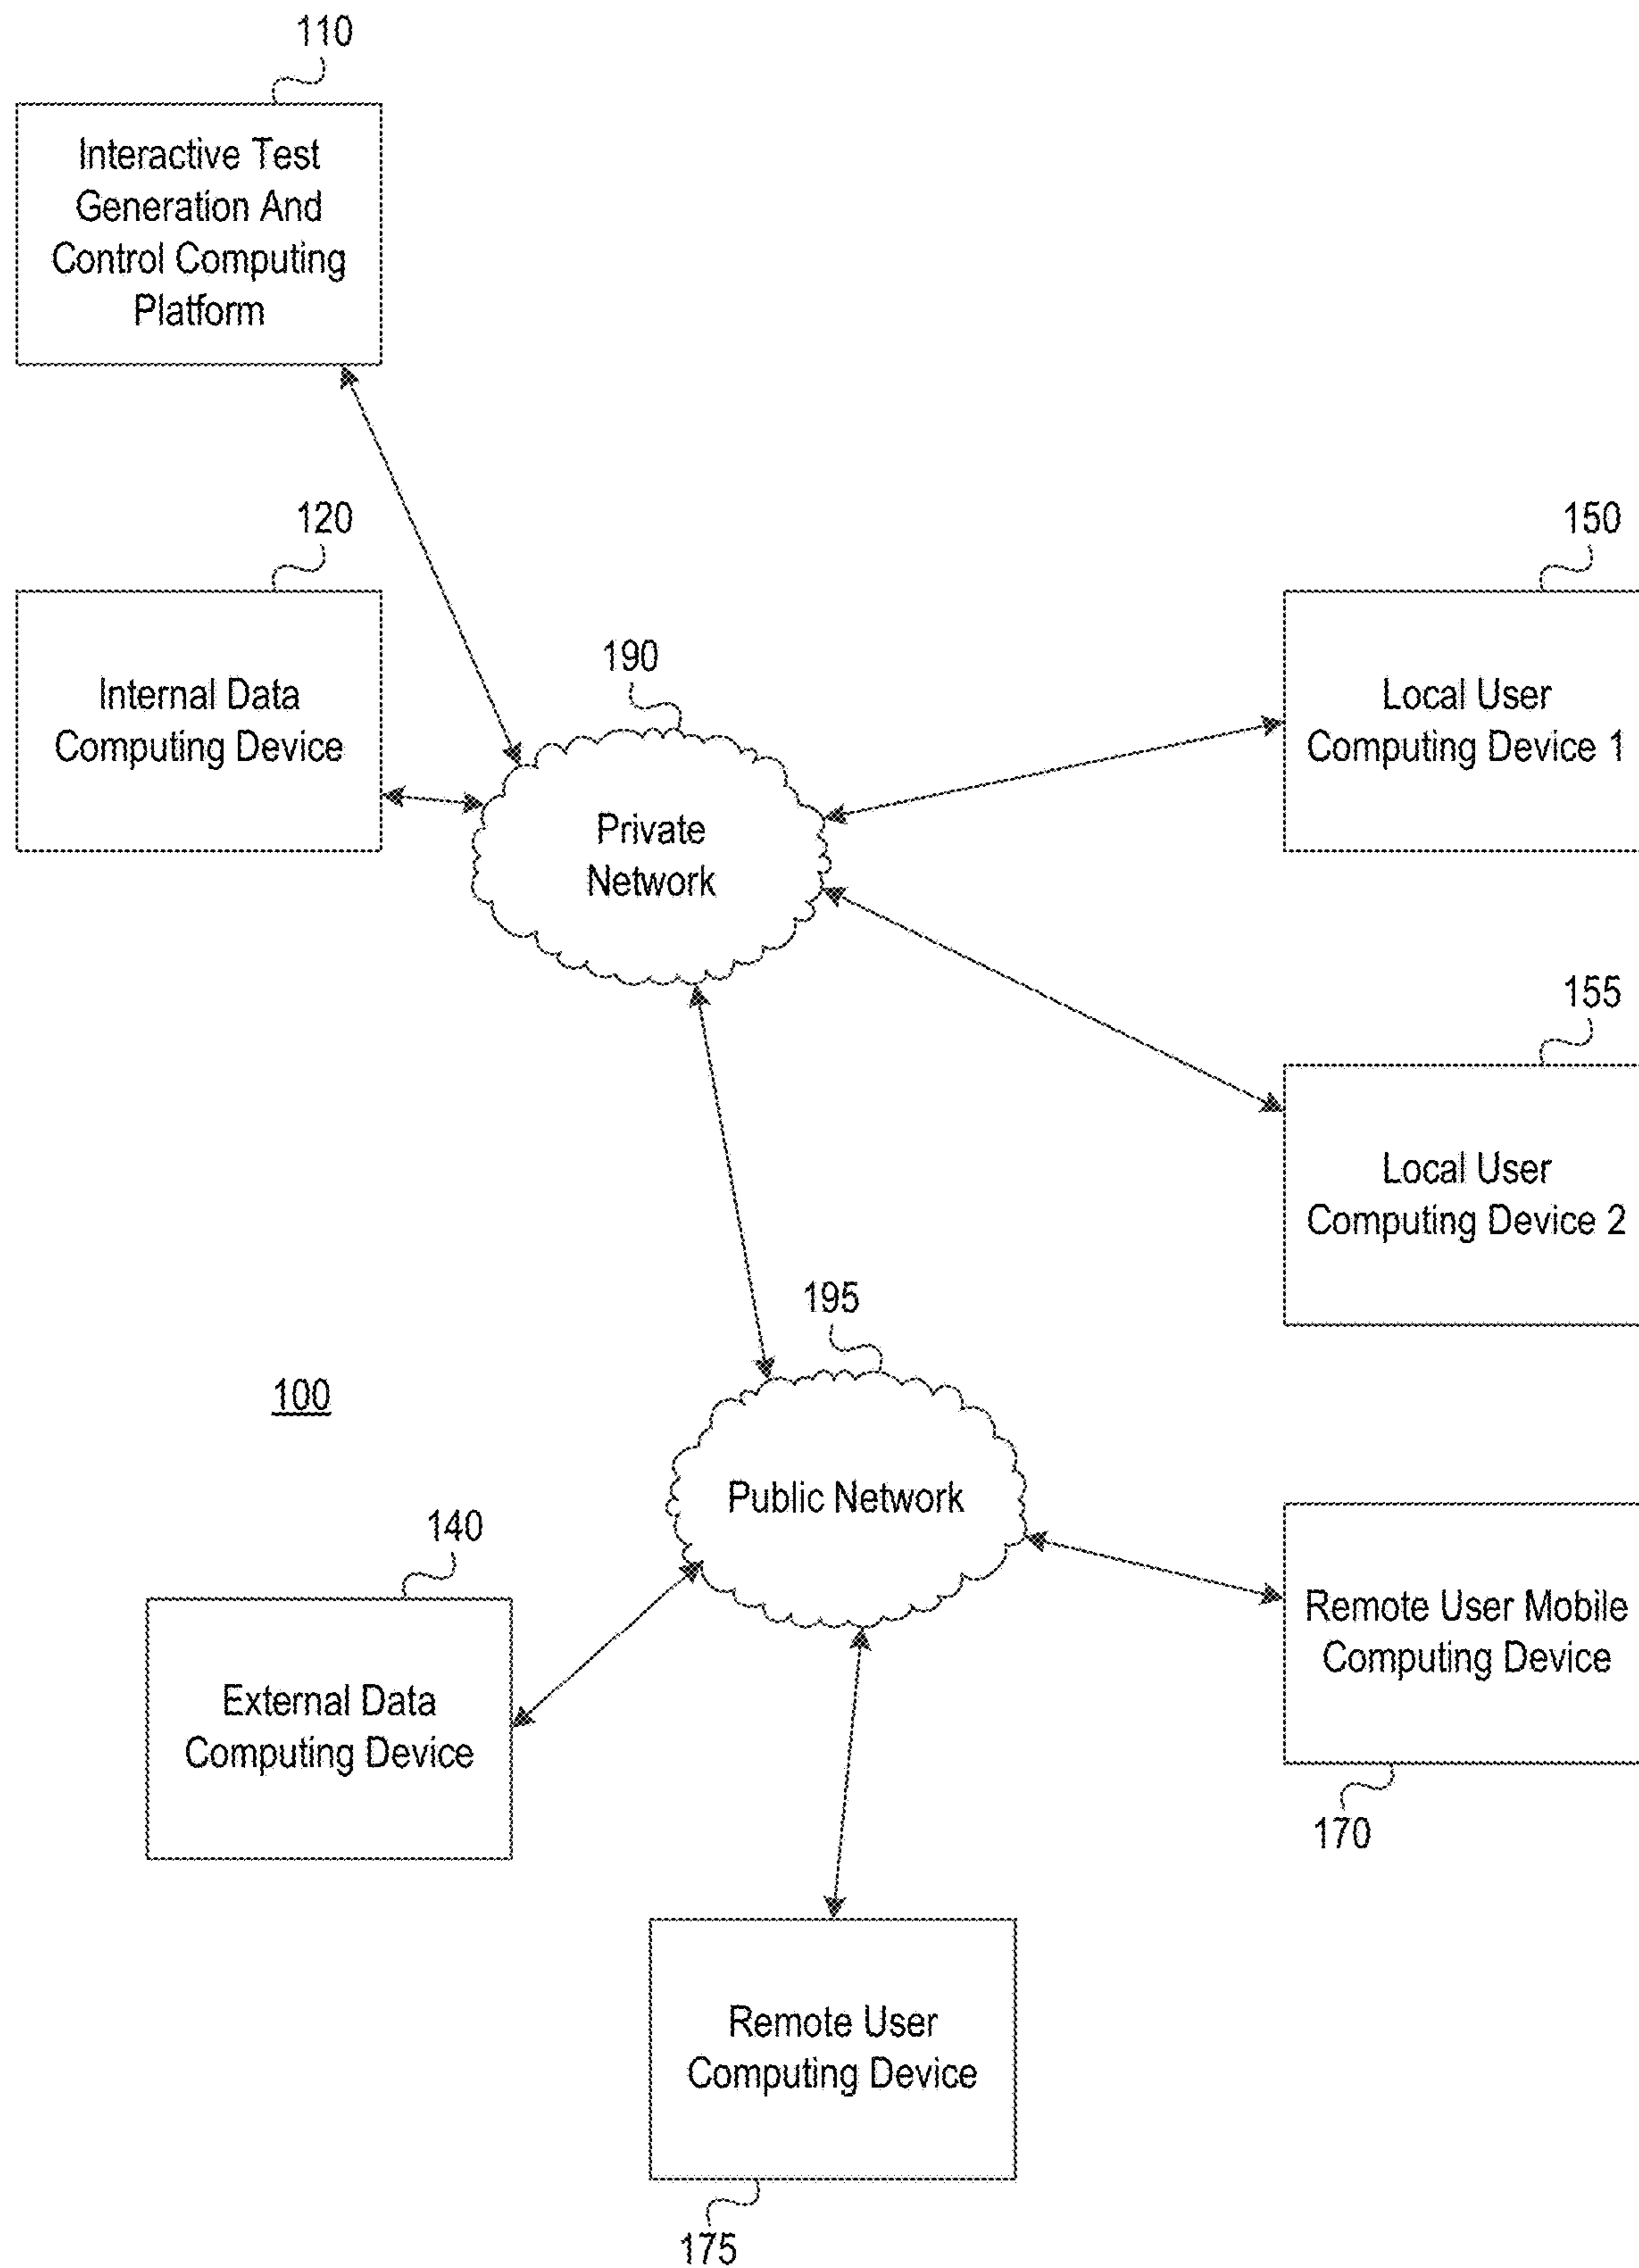 110
Interactive Test
Generation And
Control Computing
Platform
120
Internal Data
Computing Device
190
Private
Network
150
Local User
Computing Device 1
155
Local User
Computing Device 2
195
Public Network
100
140
External Data
Computing Device
Remote User Mobile
Computing Device
170
Remote User
Computing Device
175